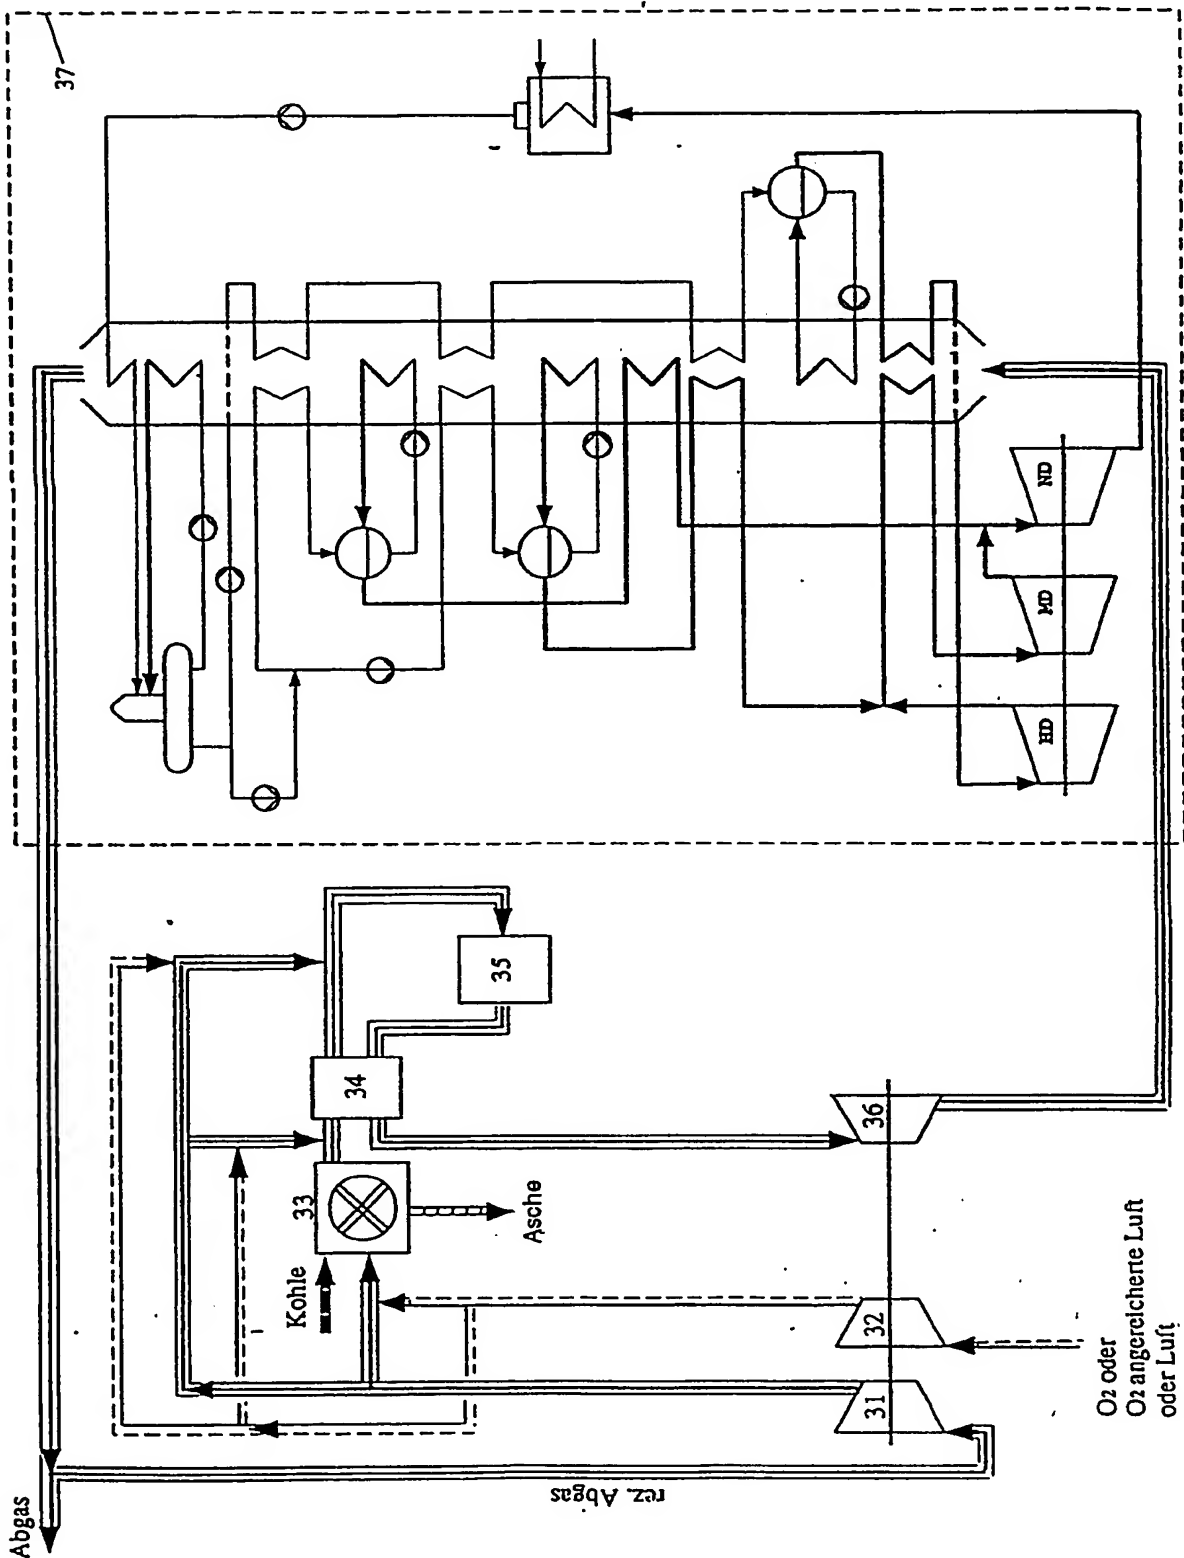 37
ND
MD
HD
35
34
36
33
Asche
Kohle
32
31
O2 oder
O2 angereicherte Luft
oder Luft
rez. Abgas
Abgas